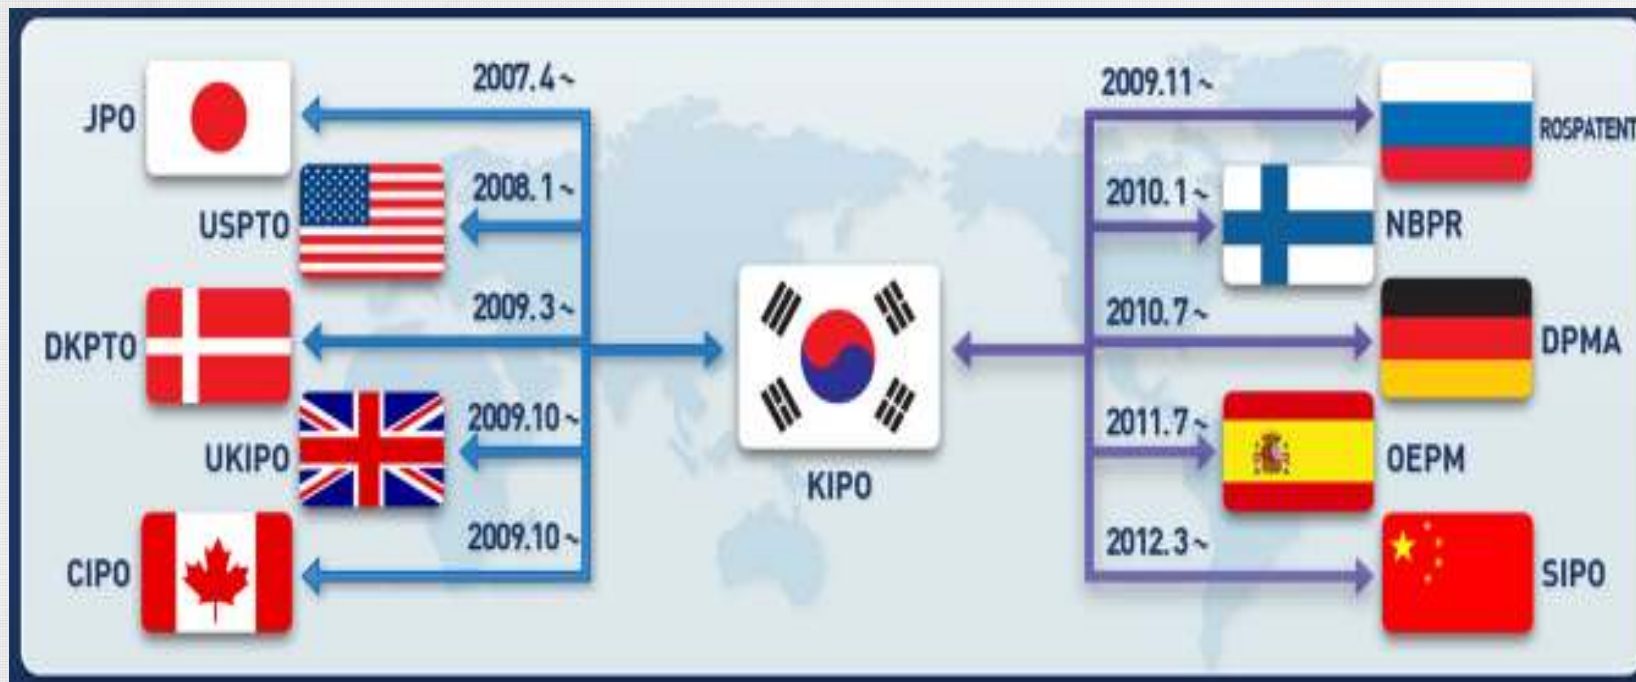 2007.4~
JPO
2008.1~
USPTO
2009.3~
DKPTO
2009.10~
UKIPO
2009.10~
CIPO
KIPO
2009.11~
ROSPATENT
2010.1~
NBPR
2010.7~
DPMA
2011.7~
OEPM
2012.3~
SIPO